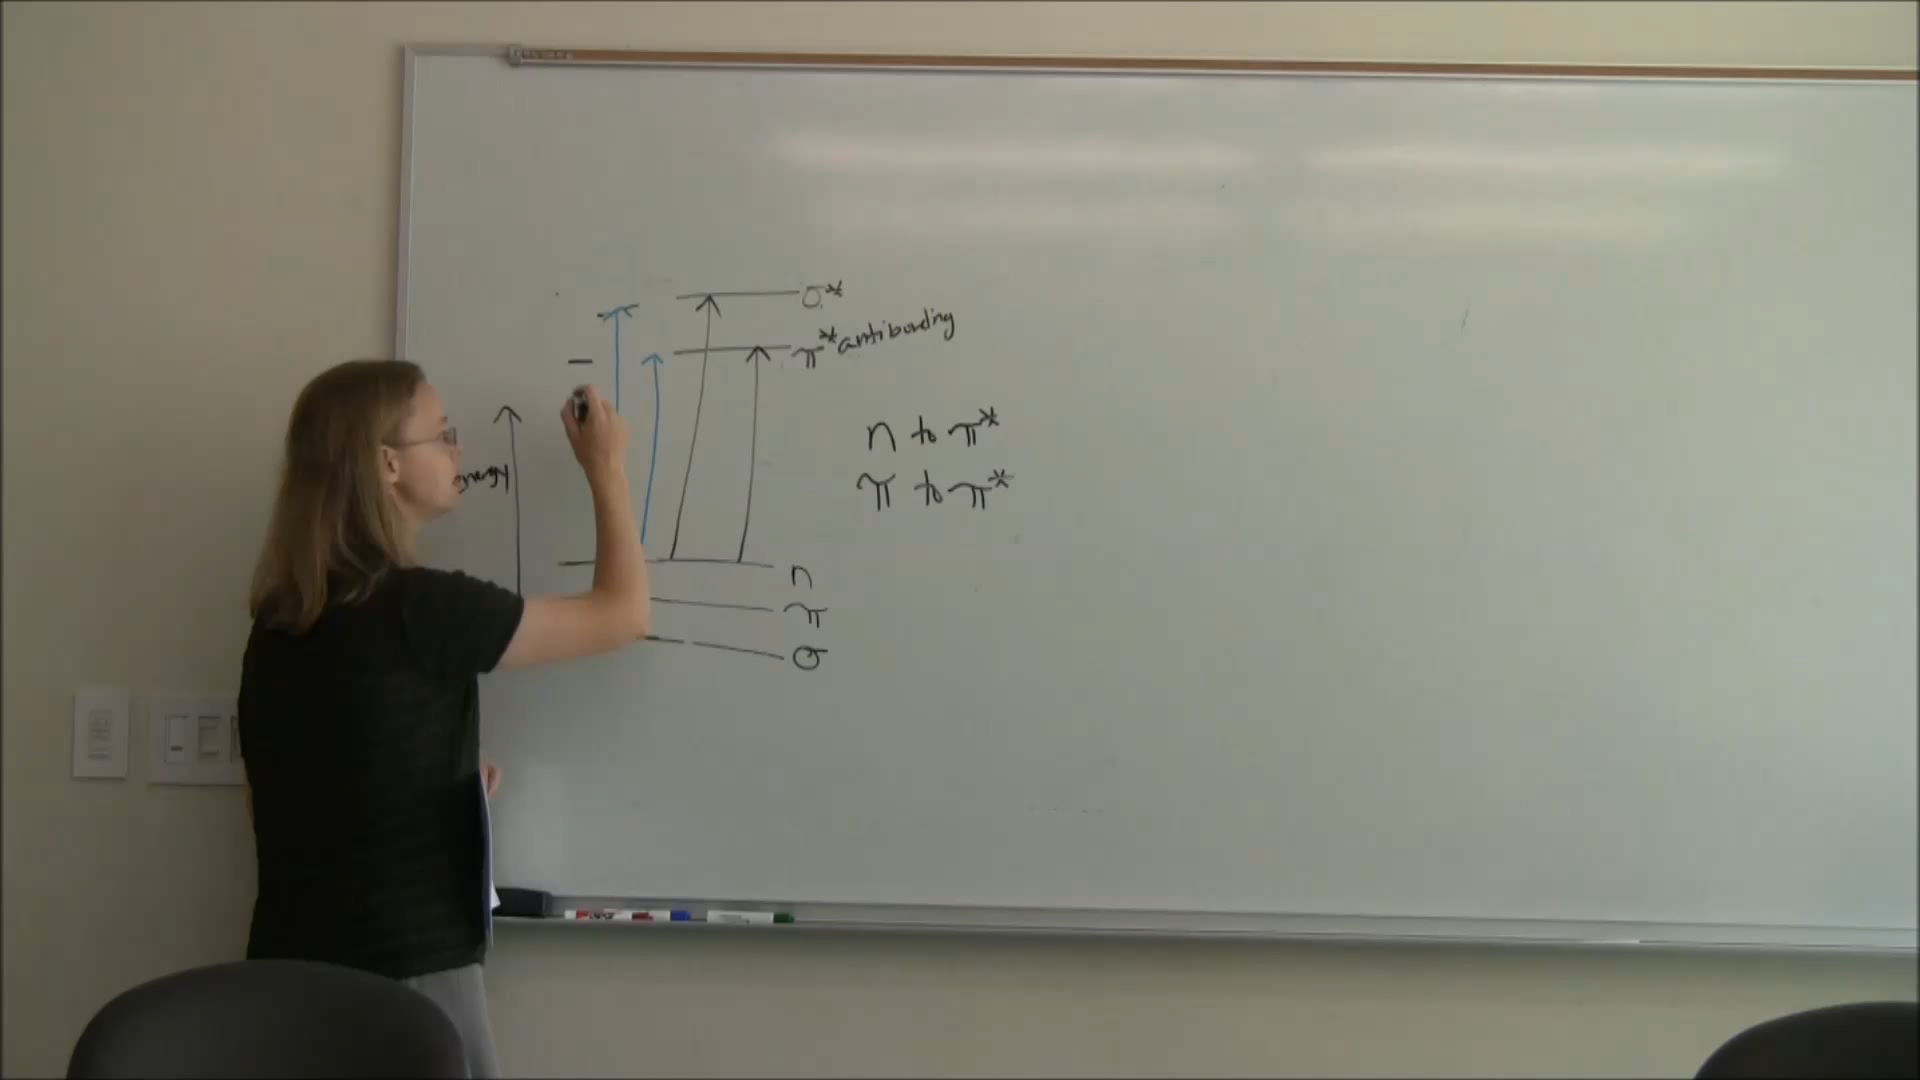 σ*
π* antibonding
energy
n to π*
π to π*
n
π
σ